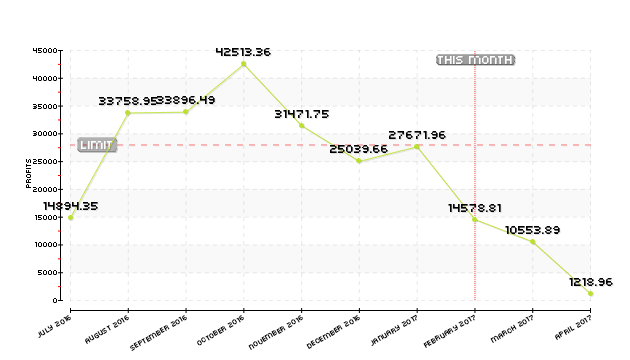 42513.36
45000
THIS MONTH
40000
33758.95
33896.49
35000
31471.75
30000
27671.96
LIMIT
25039.66
25000
PROFITS
20000
14894.35
14578.81
15000
10553.89
10000
5000
1218.96
0
JULY 2016
AUGUST 2016
SEPTEMBER 2016
OCTOBER 2016
NOVEMBER 2016
DECEMBER 2016
JANUARY 2017
FEBRUARY 2017
MARCH 2017
APRIL 2017